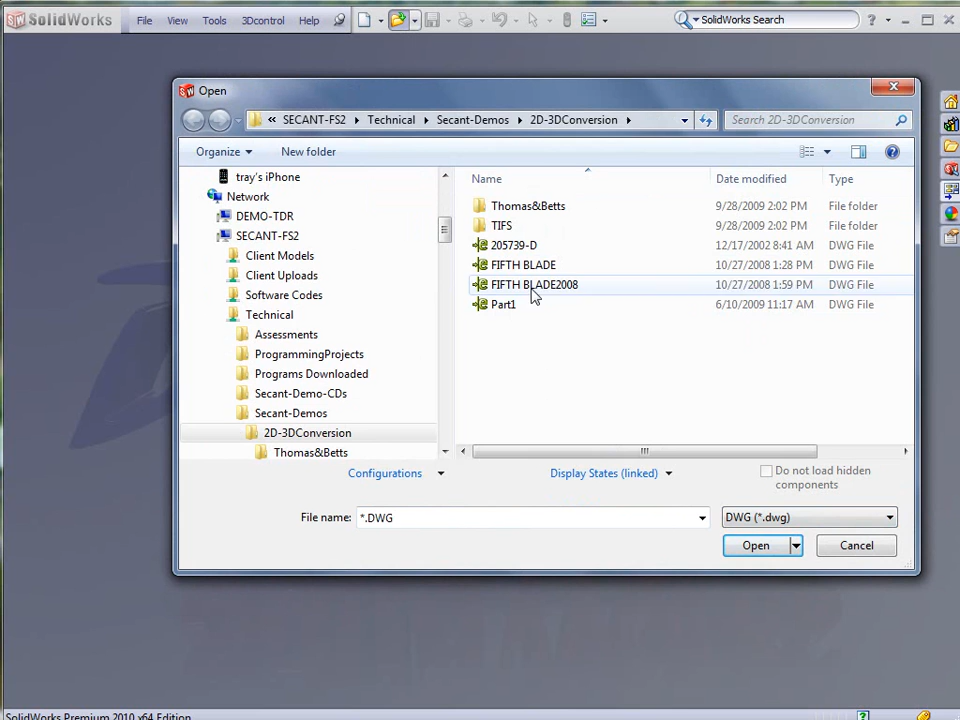 SolidWorks File View Tools 3Dcontrol Help SolidWorks Search
Open
« SECANT-FS2 Technical Secant-Demos 2D-3DConversion Search 2D-3DConversion
Organize New folder
tray's iPhone
Network
DEMO-TDR
SECANT-FS2
Client Models
Client Uploads
Software Codes
Technical
Assessments
ProgrammingProjects
Programs Downloaded
Secant-Demo-CDs
Secant-Demos
2D-3DConversion
Thomas&Betts
Name Date modified Type
Thomas&Betts 9/28/2009 2:02 PM File folder
TIFS 9/28/2009 2:02 PM File folder
205739-D 12/17/2002 8:41 AM DWG File
FIFTH BLADE 10/27/2008 1:28 PM DWG File
FIFTH BLADE2008 10/27/2008 1:59 PM DWG File
Part1 6/10/2009 11:17 AM DWG File
Configurations Display States (linked) Do not load hidden
components
File name: *.DWG DWG (*.dwg)
Open Cancel
SolidWorks Premium 2010 x64 Edition